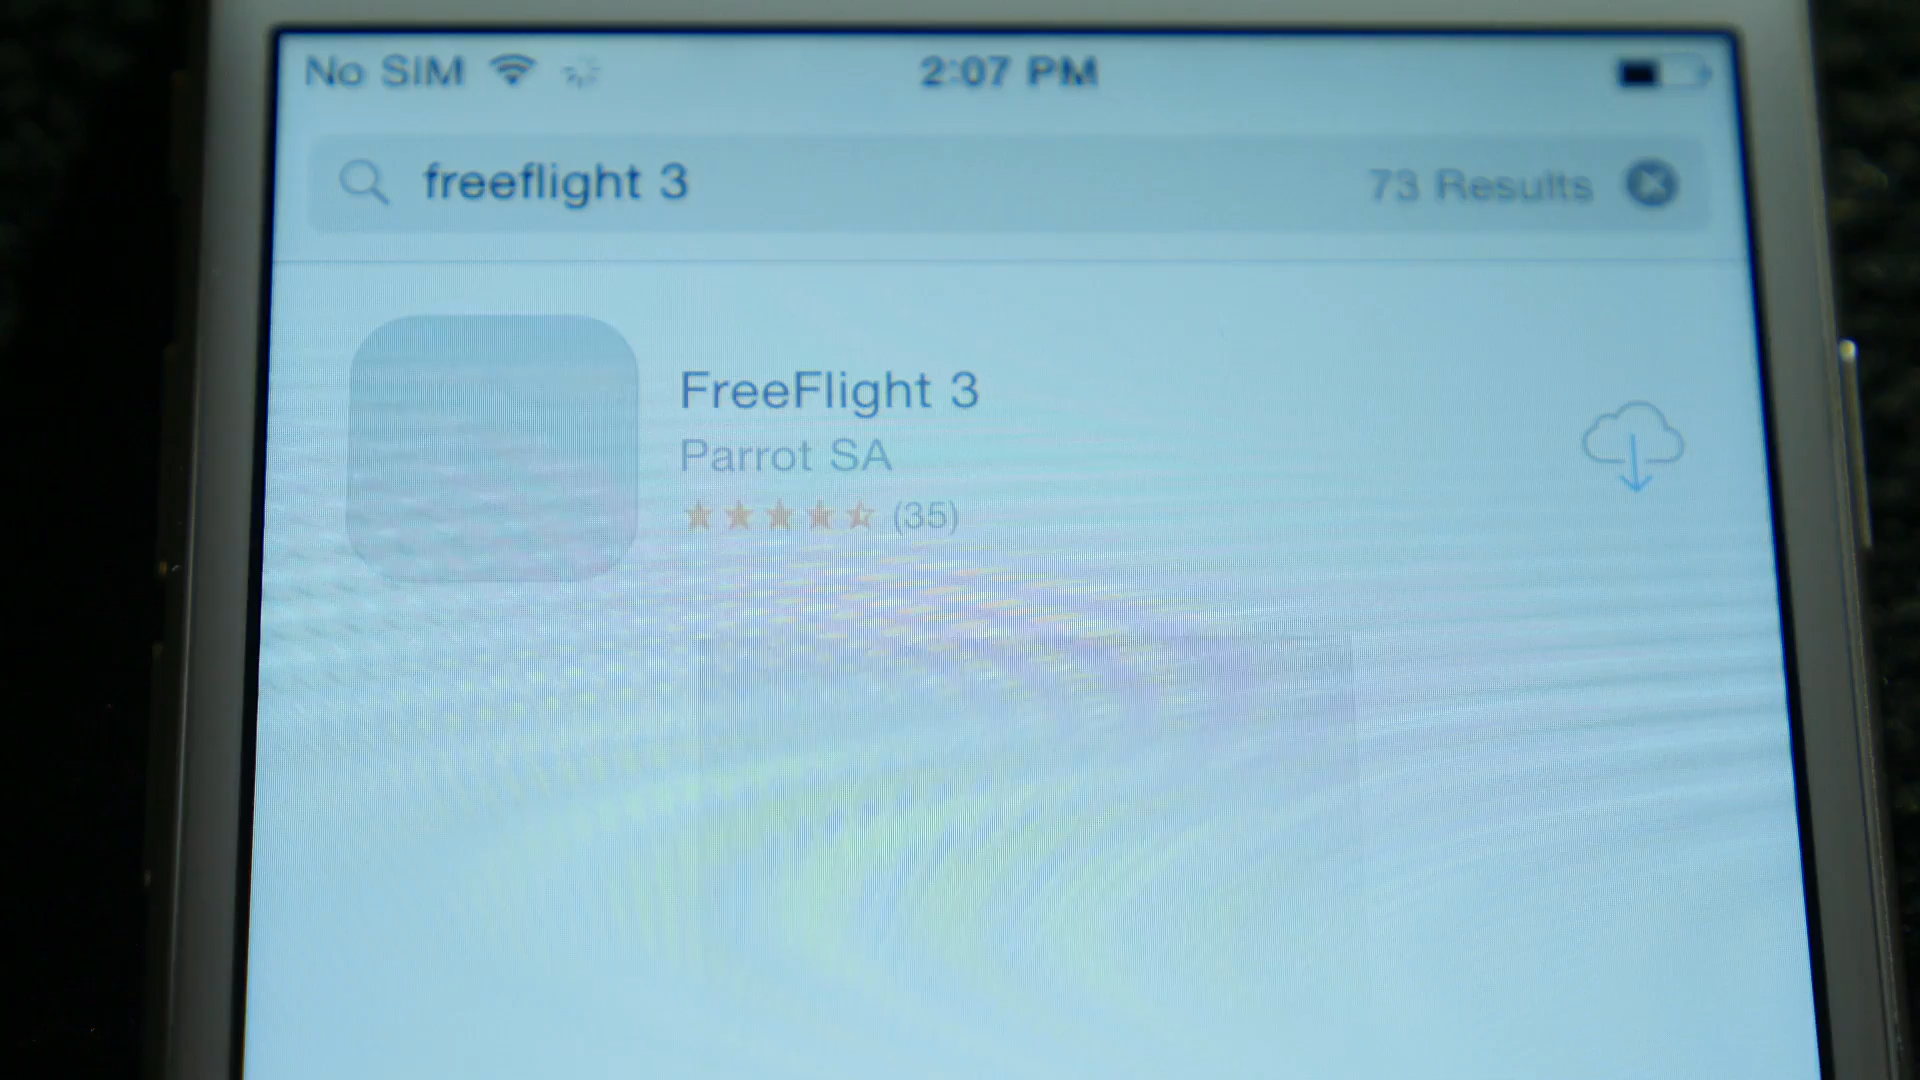 No SIM 2:07 PM
freeflight 3 73 Results
FreeFlight 3
Parrot SA
(35)